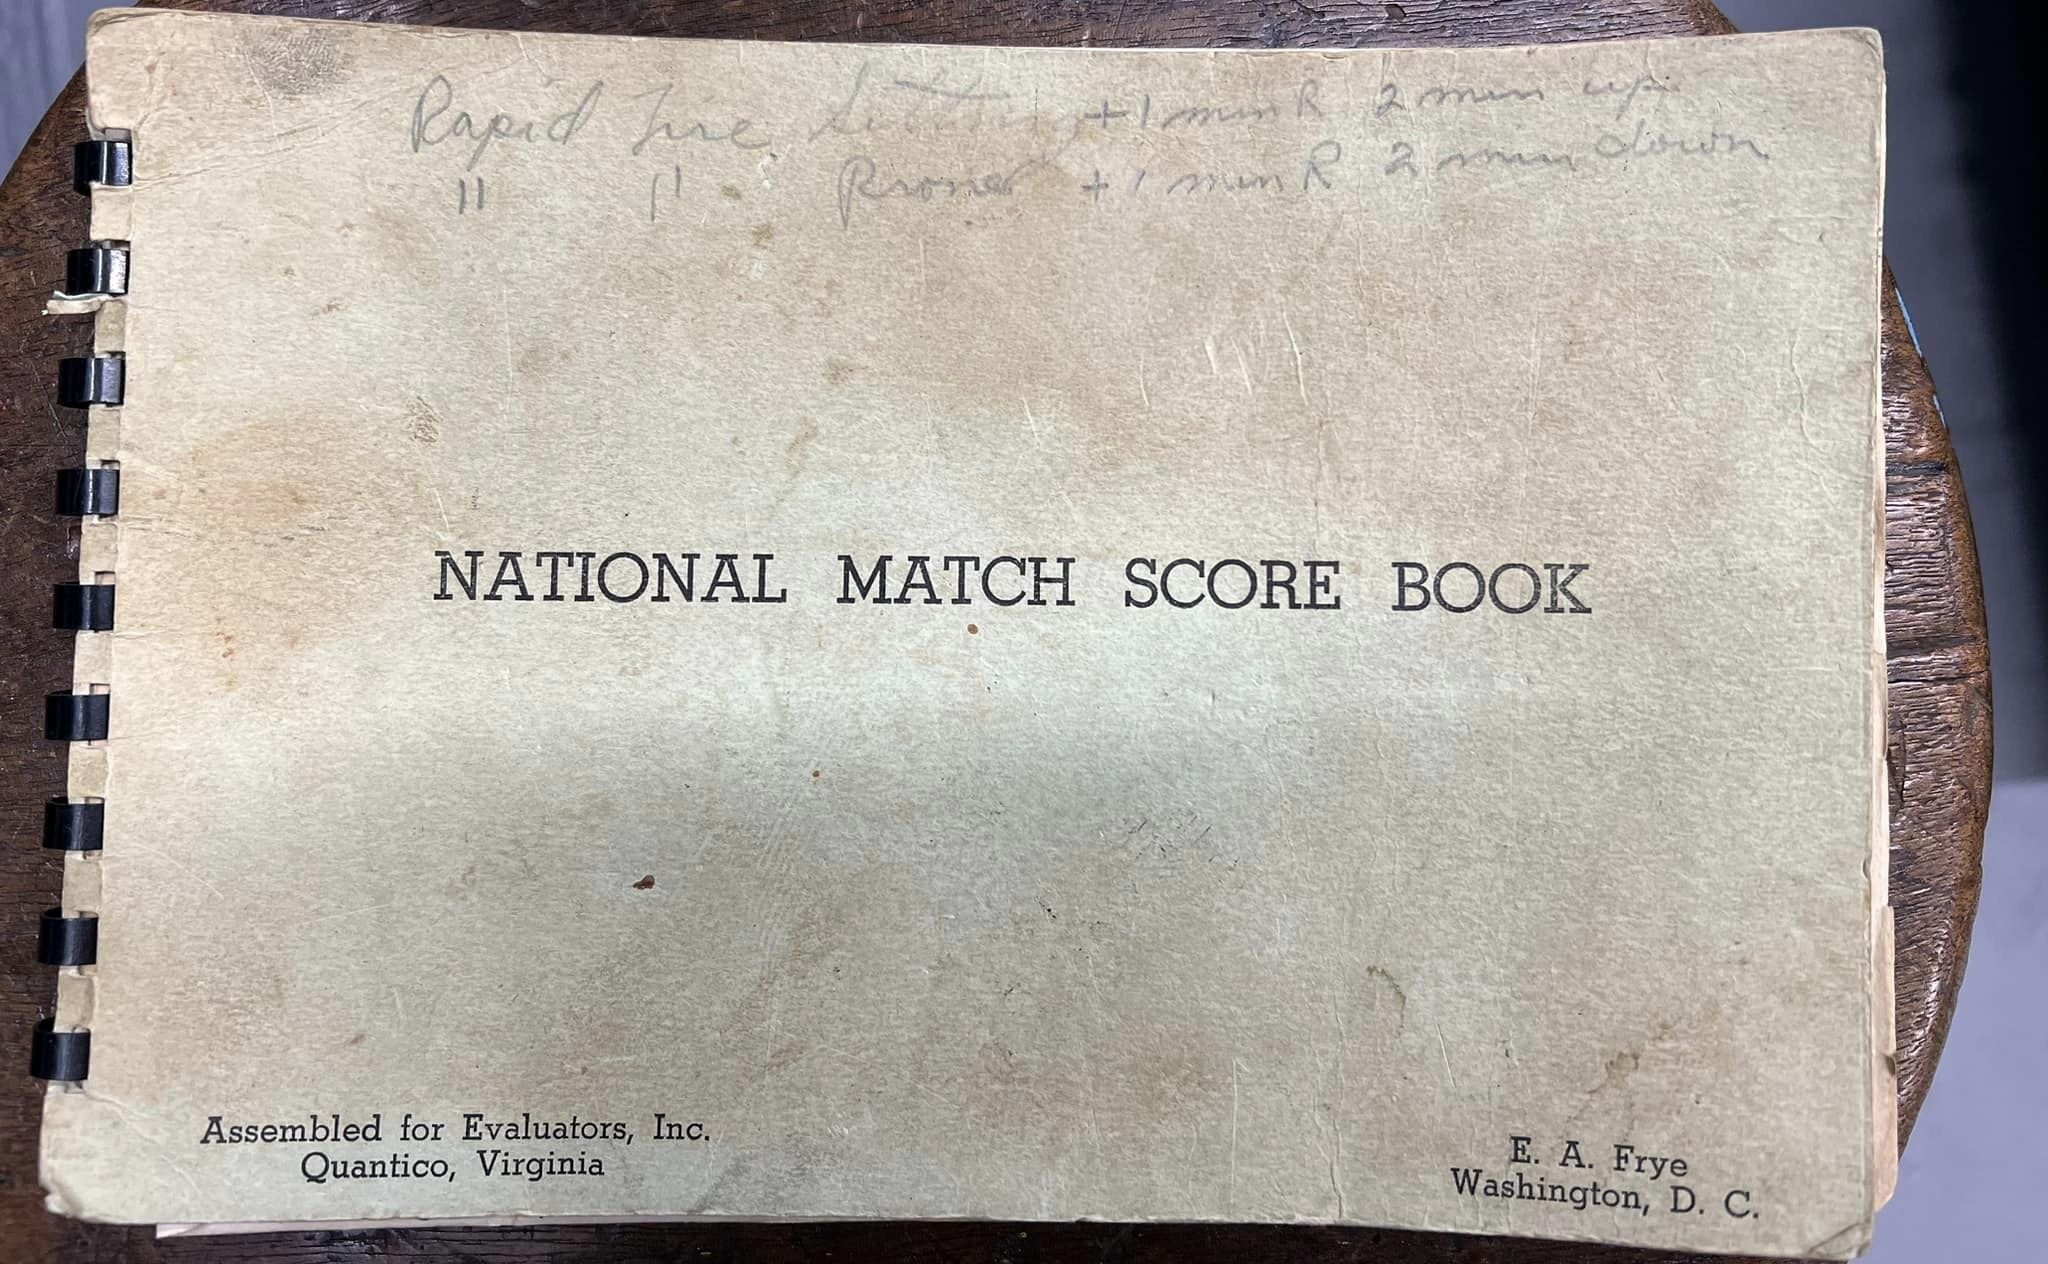 Rapid Fire Sitting +1 min R 2 min up
" " Prone +1 min R 2 min down
NATIONAL MATCH SCORE BOOK
Assembled for Evaluators, Inc.
Quantico, Virginia
E. A. Frye
Washington, D. C.